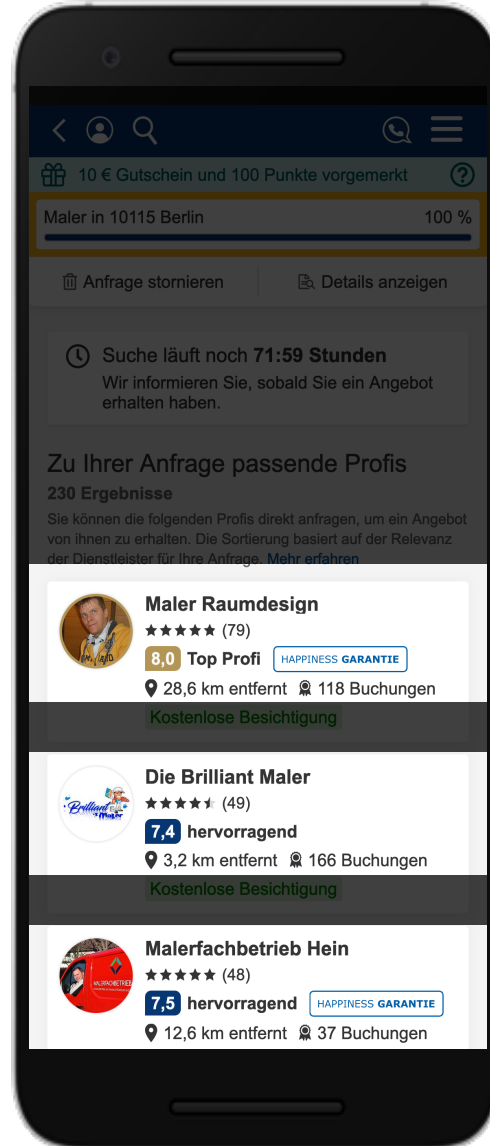 10 € Gutschein und 100 Punkte vorgemerkt
Maler in 10115 Berlin 100 %
Anfrage stornieren Details anzeigen
Suche läuft noch 71:59 Stunden
Wir informieren Sie, sobald Sie ein Angebot
erhalten haben.
Zu Ihrer Anfrage passende Profis
230 Ergebnisse
Sie können die folgenden Profis direkt anfragen, um ein Angebot
von ihnen zu erhalten. Die Sortierung basiert auf der Relevanz
der Dienstleister für Ihre Anfrage. Mehr erfahren
Maler Raumdesign
(79)
8,0 Top Profi HAPPINESS GARANTIE
28,6 km entfernt 118 Buchungen
Kostenlose Besichtigung
Die Brilliant Maler
Brilliant
Maler
(49)
7,4 hervorragend
3,2 km entfernt 166 Buchungen
Kostenlose Besichtigung
Malerfachbetrieb Hein
(48)
MALERFACHBETRIEB
7,5 hervorragend HAPPINESS GARANTIE
12,6 km entfernt 37 Buchungen